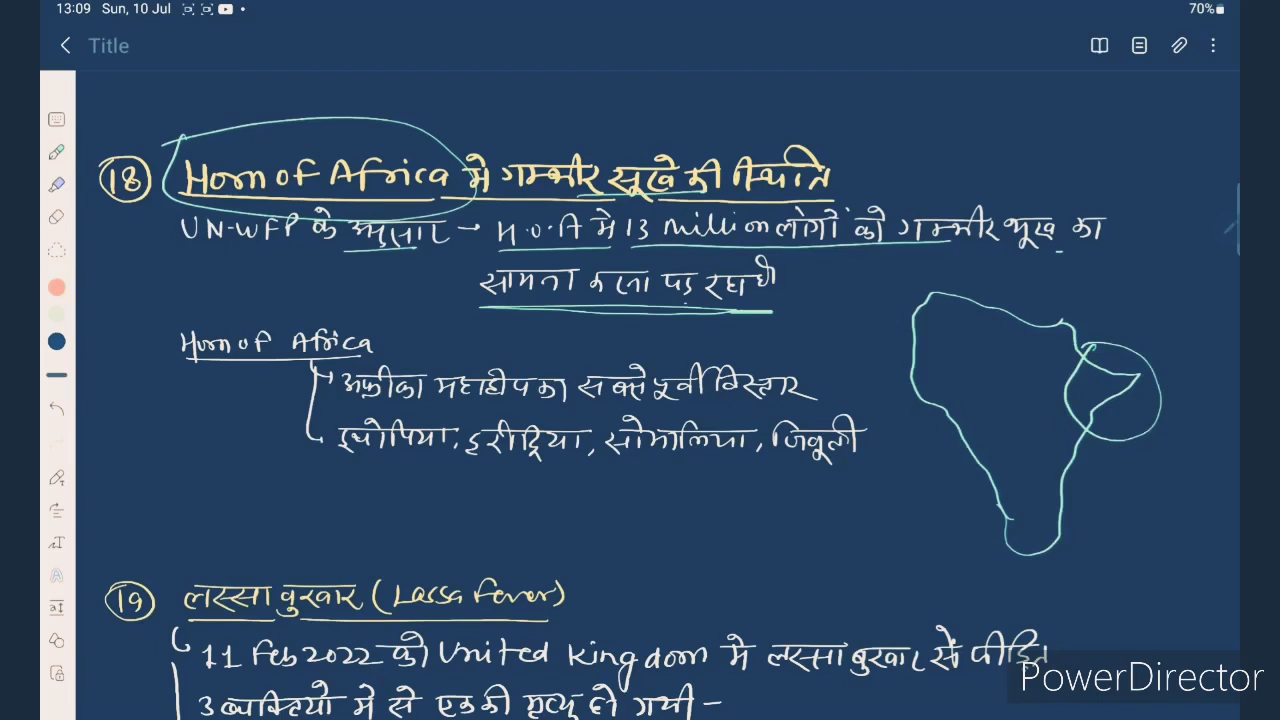 13:09 Sun, 10 Jul 70%
Title
18 Horn of Africa मे गम्भीर सूखे की स्थिति
UN-WFP के अनुसार → H.O.A मे 13 million लोगों को गम्भीर भूख का
सामना करना पड़ रहा
Horn of Africa
अफ्रीका महाद्वीप का सबसे पूर्वी विस्तार
इथोपिया, इरीट्रिया, सोमालिया, जिबूती
19 लस्सा बुखार (Lassa Fever)
11 Feb 2022 को United Kingdom मे लस्सा बुखार से पीड़ित
3 व्यक्तियो मे से एक की मृत्यु हो गयी -
PowerDirector